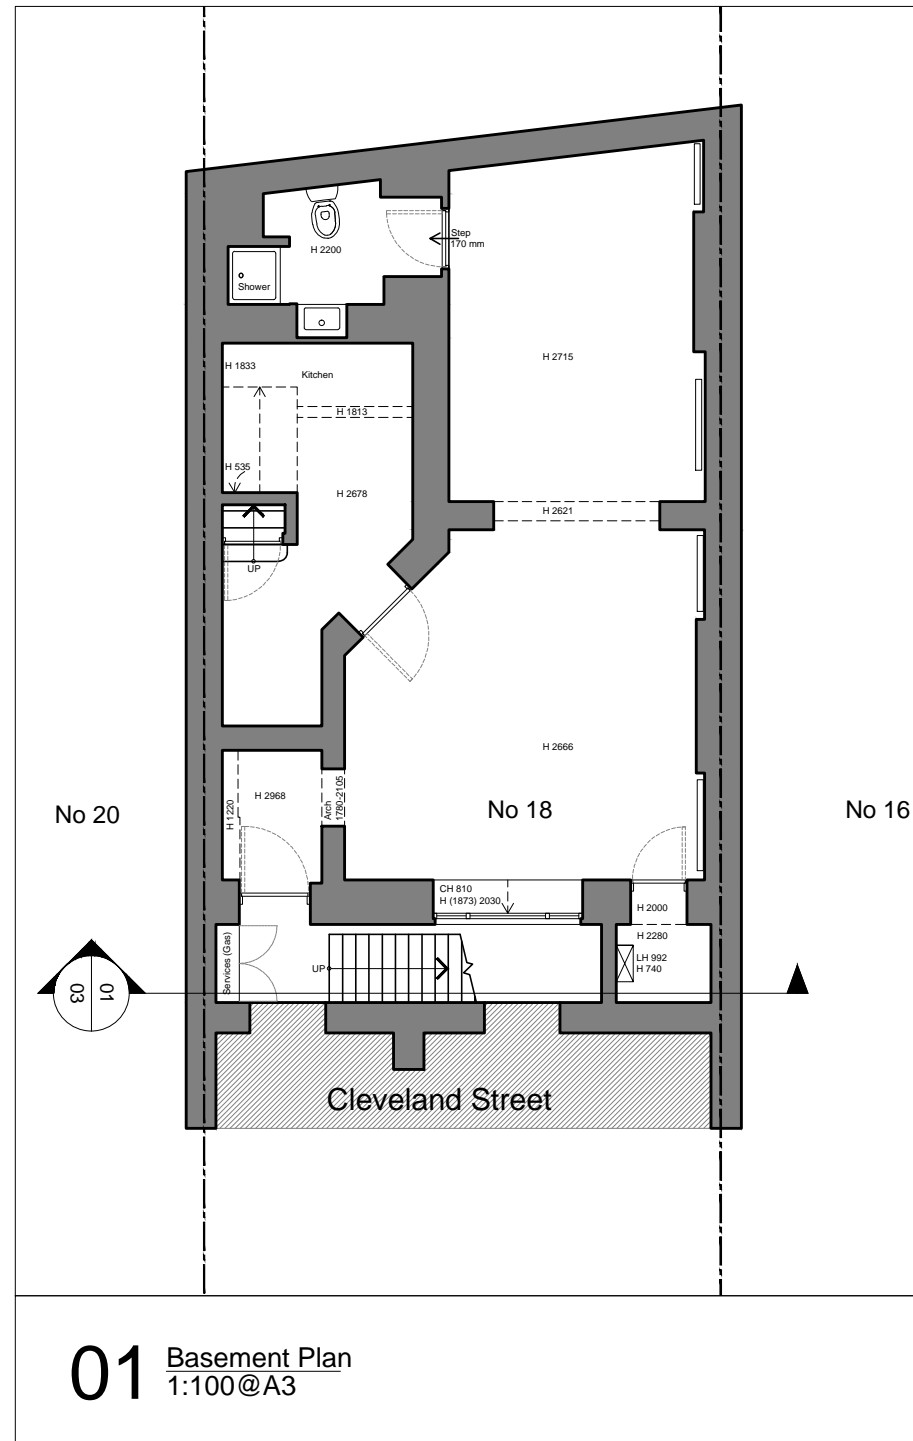 Step
170 mm
H 2200
Shower
H 2715
H 1833
Kitchen
H 1813
H 535
H 2678
H 2621
UP
H 2666
H 2968
H 1220
Arch
1780-2105
No 20
No 18
No 16
CH 810
H (1873) 2030
H 2000
H 2280
LH 992
H 740
Services (Gas)
UP
01
03
Cleveland Street
01
Basement Plan
1:100@A3